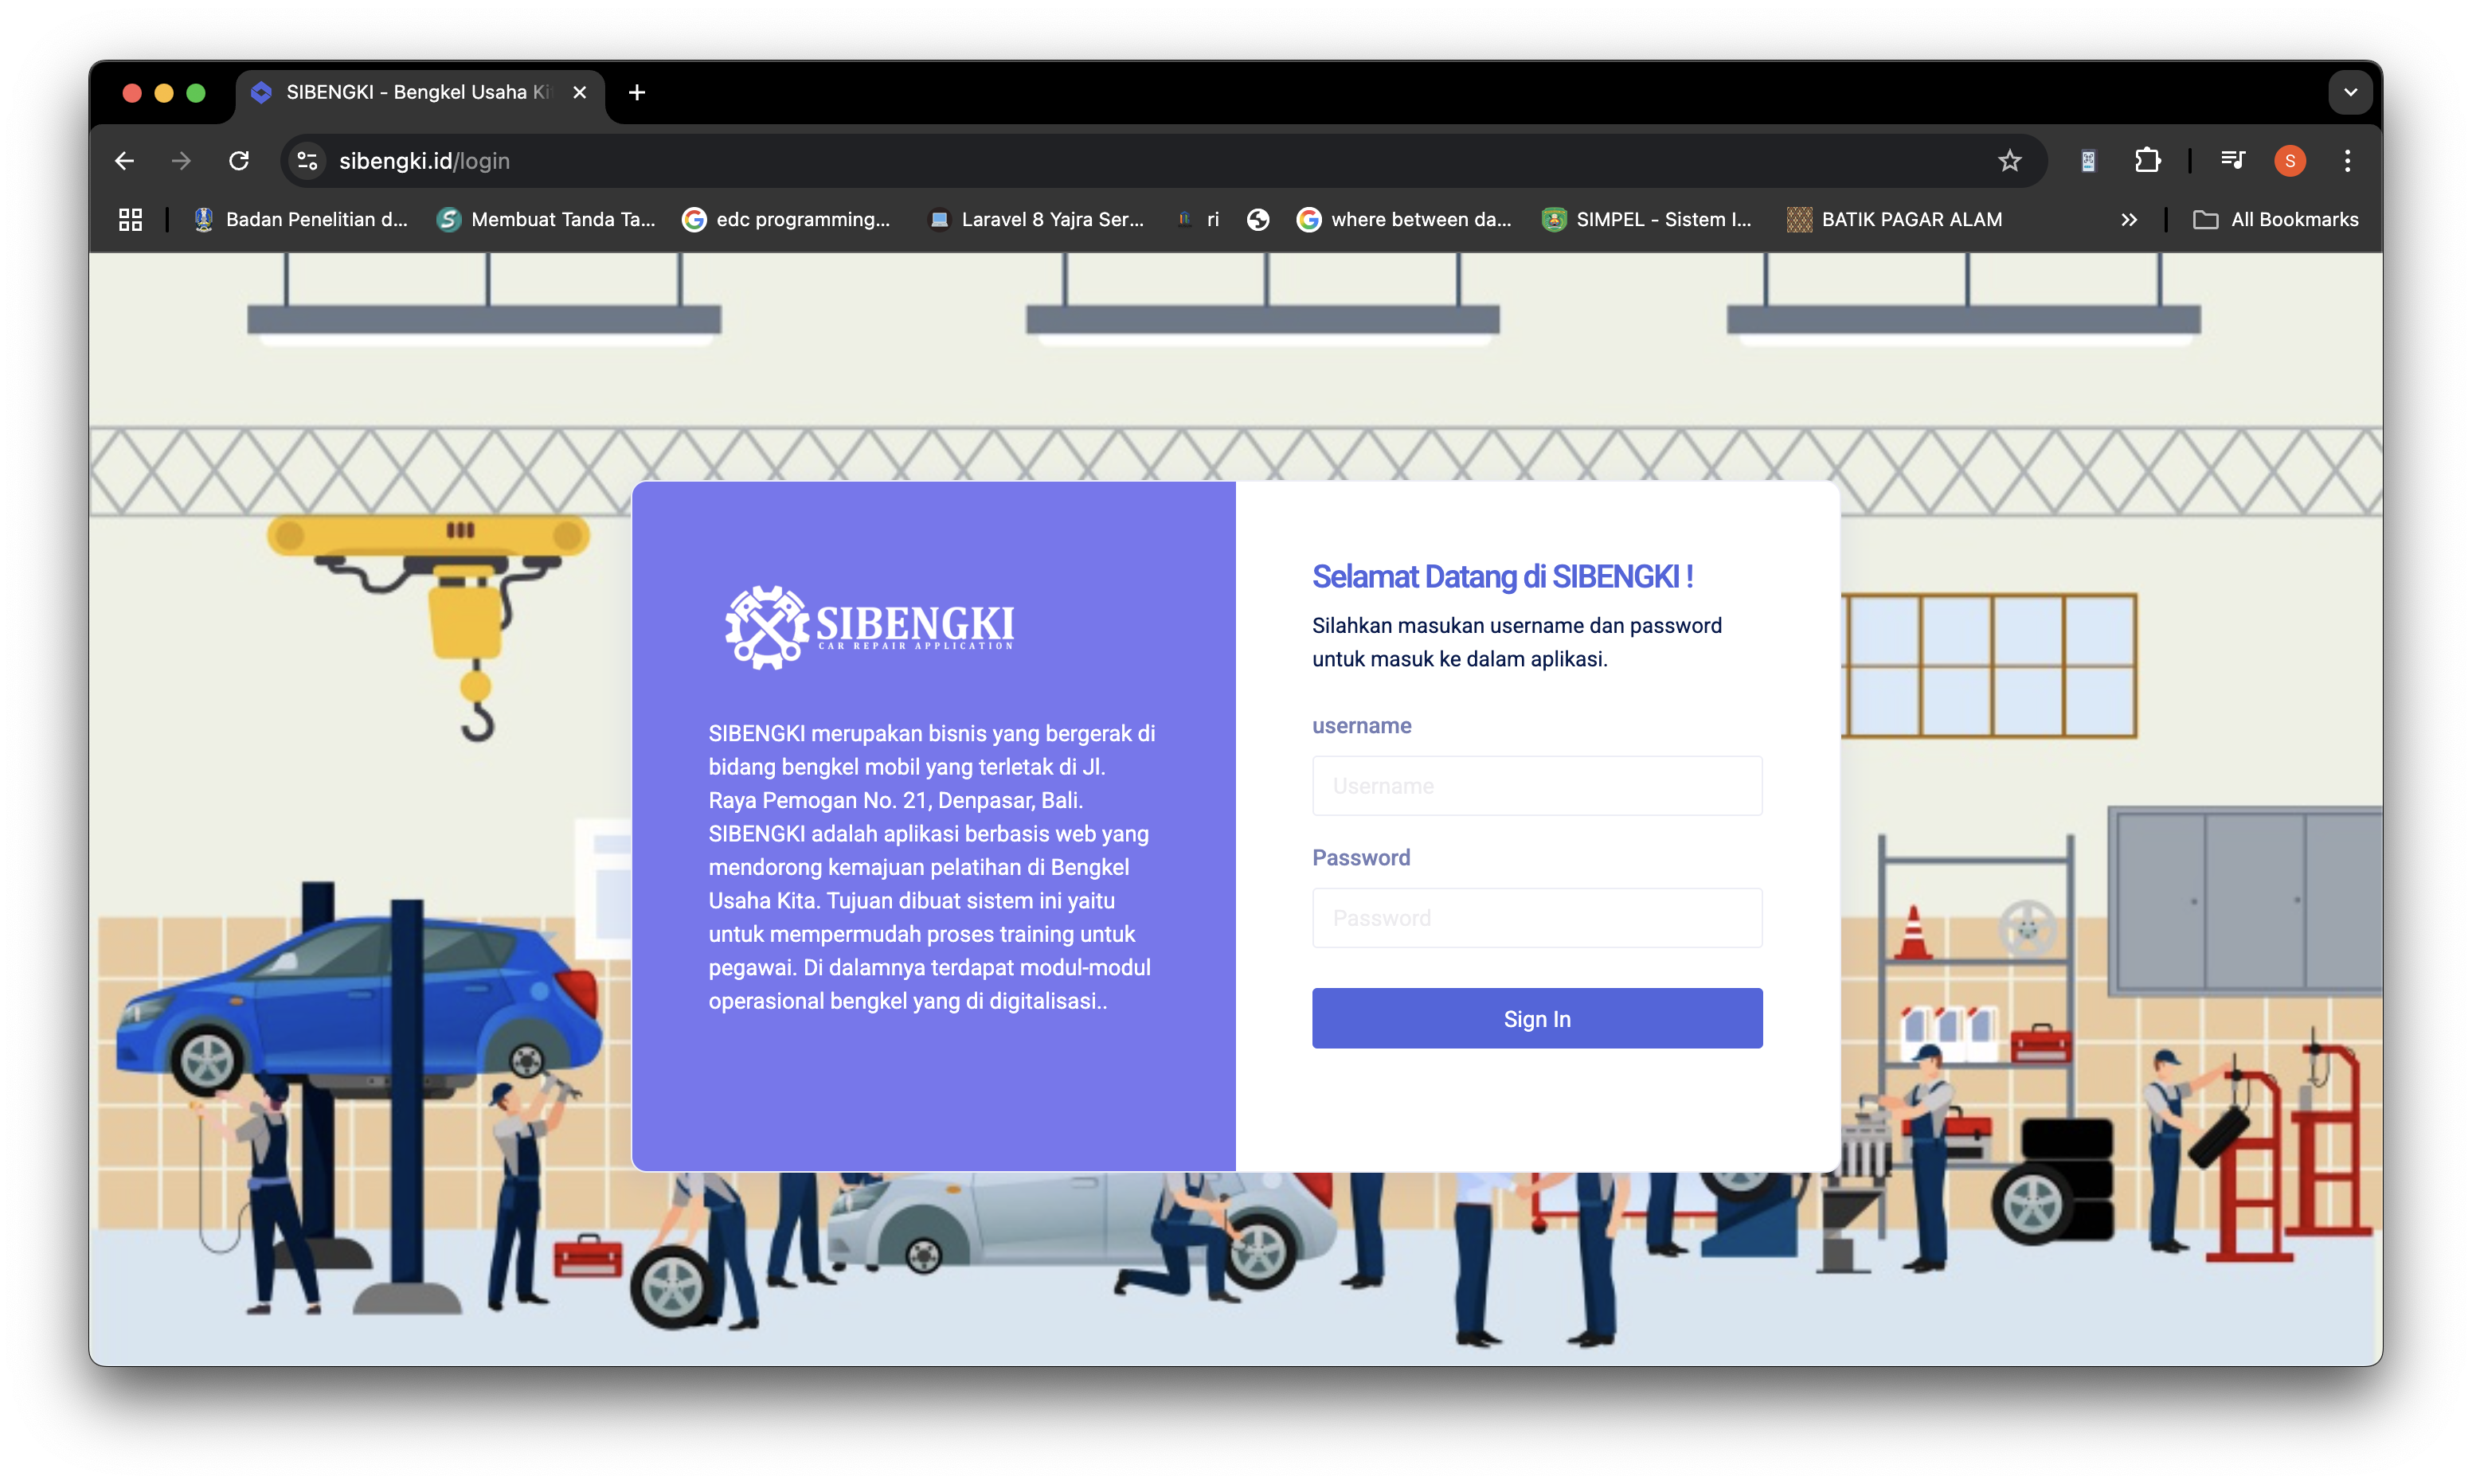 SIBENGKI - Bengkel Usaha Ki
sibengki.id/login
Badan Penelitian d...
Membuat Tanda Ta...
edc programming...
Laravel 8 Yajra Ser...
ri
where between da...
SIMPEL - Sistem I...
BATIK PAGAR ALAM
All Bookmarks
S
SIBENGKI
CAR REPAIR APPLICATION
SIBENGKI merupakan bisnis yang bergerak di
bidang bengkel mobil yang terletak di Jl.
Raya Pemogan No. 21, Denpasar, Bali.
SIBENGKI adalah aplikasi berbasis web yang
mendorong kemajuan pelatihan di Bengkel
Usaha Kita. Tujuan dibuat sistem ini yaitu
untuk mempermudah proses training untuk
pegawai. Di dalamnya terdapat modul-modul
operasional bengkel yang di digitalisasi..
Selamat Datang di SIBENGKI !
Silahkan masukan username dan password
untuk masuk ke dalam aplikasi.
username
Username
Password
Password
Sign In